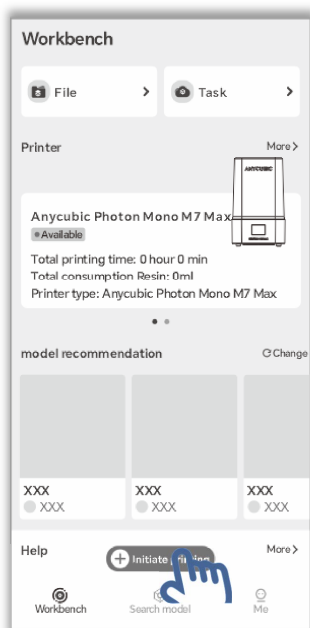 Workbench
File
Task
Printer
More
ANYCUBIC
Anycubic Photon Mono M7 Max
Available
Total printing time: 0 hour 0 min
Total consumption Resin: 0ml
Printer type: Anycubic Photon Mono M7 Max
model recommendation
Change
XXX
XXX
XXX
XXX
XXX
XXX
Help
Initiate printing
More
Workbench
Search model
Me